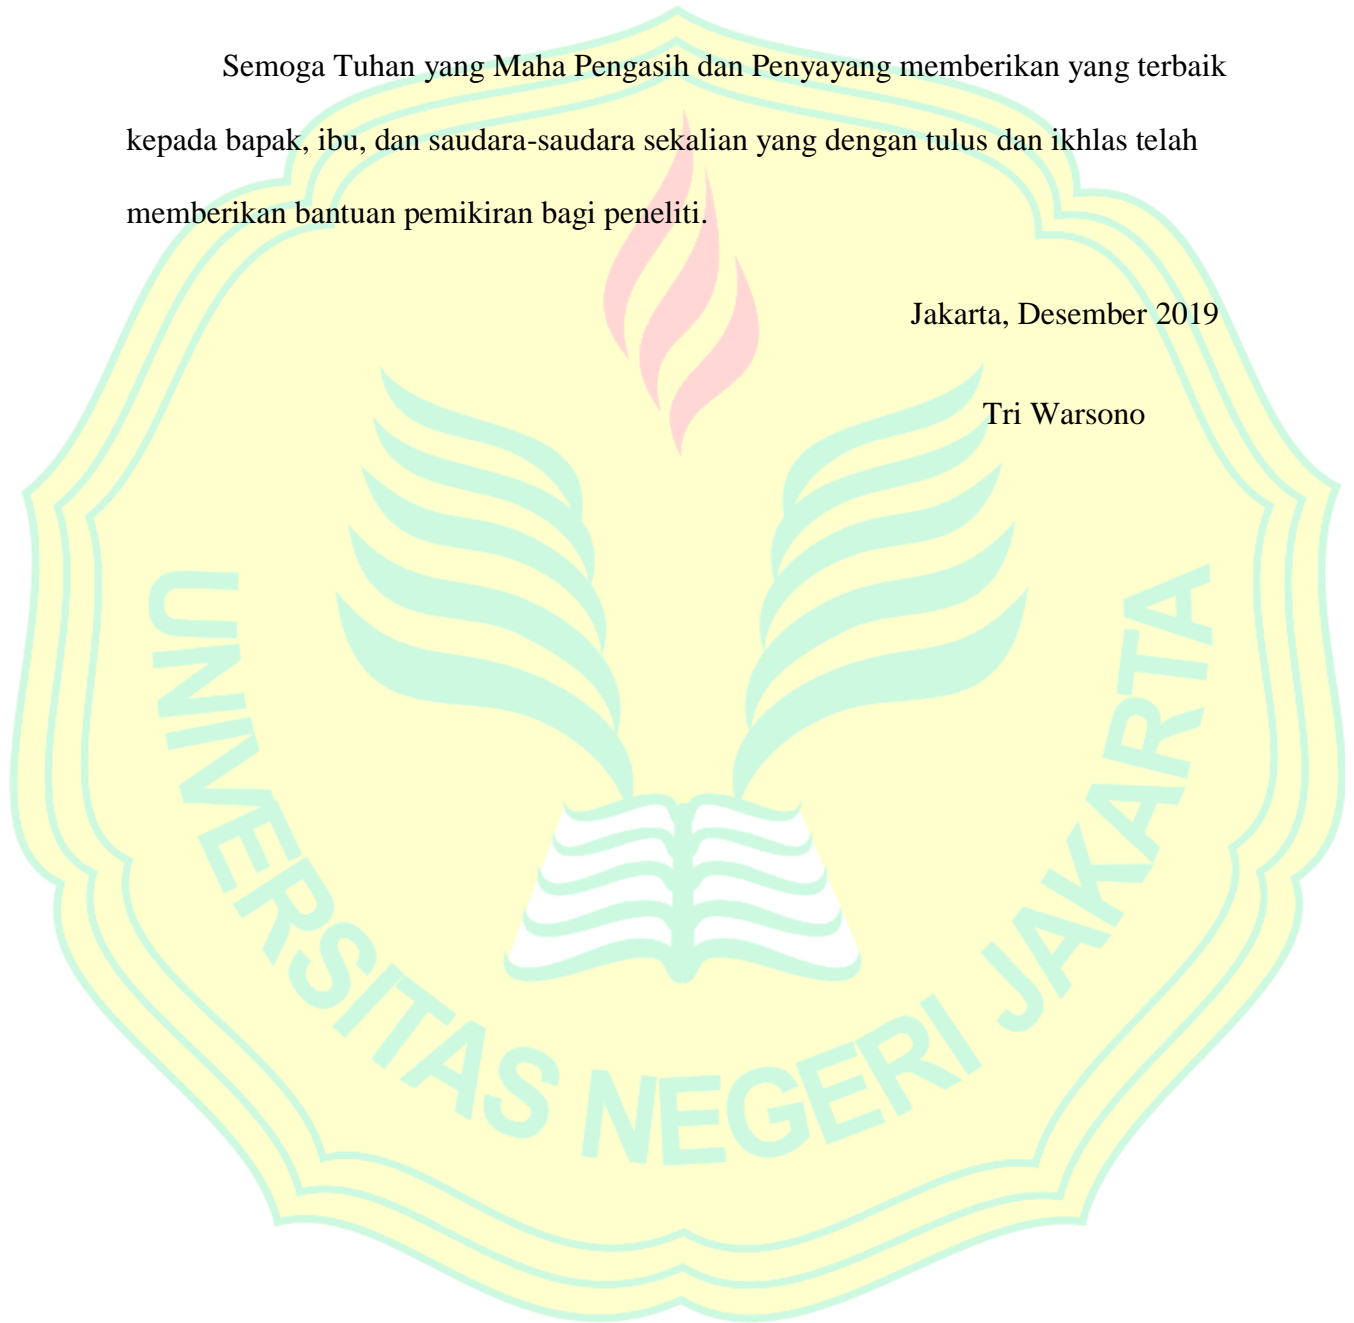 Semoga Tuhan yang Maha Pengasih dan Penyayang memberikan yang terbaik
kepada bapak, ibu, dan saudara-saudara sekalian yang dengan tulus dan ikhlas telah
memberikan bantuan pemikiran bagi peneliti.
Jakarta, Desember 2019
Tri Warsono
UNIVERSITAS NEGERI JAKARTA